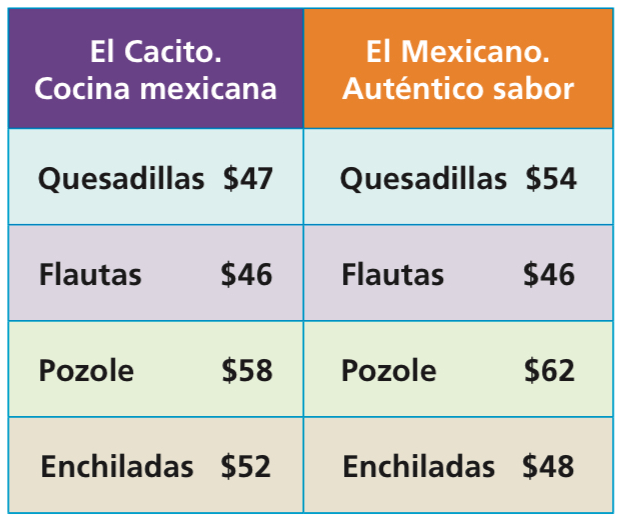 El Cacito.
Cocina mexicana
El Mexicano.
Auténtico sabor
Quesadillas $47
Quesadillas $54
Flautas $46
Flautas $46
Pozole $58
Pozole $62
Enchiladas $52
Enchiladas $48